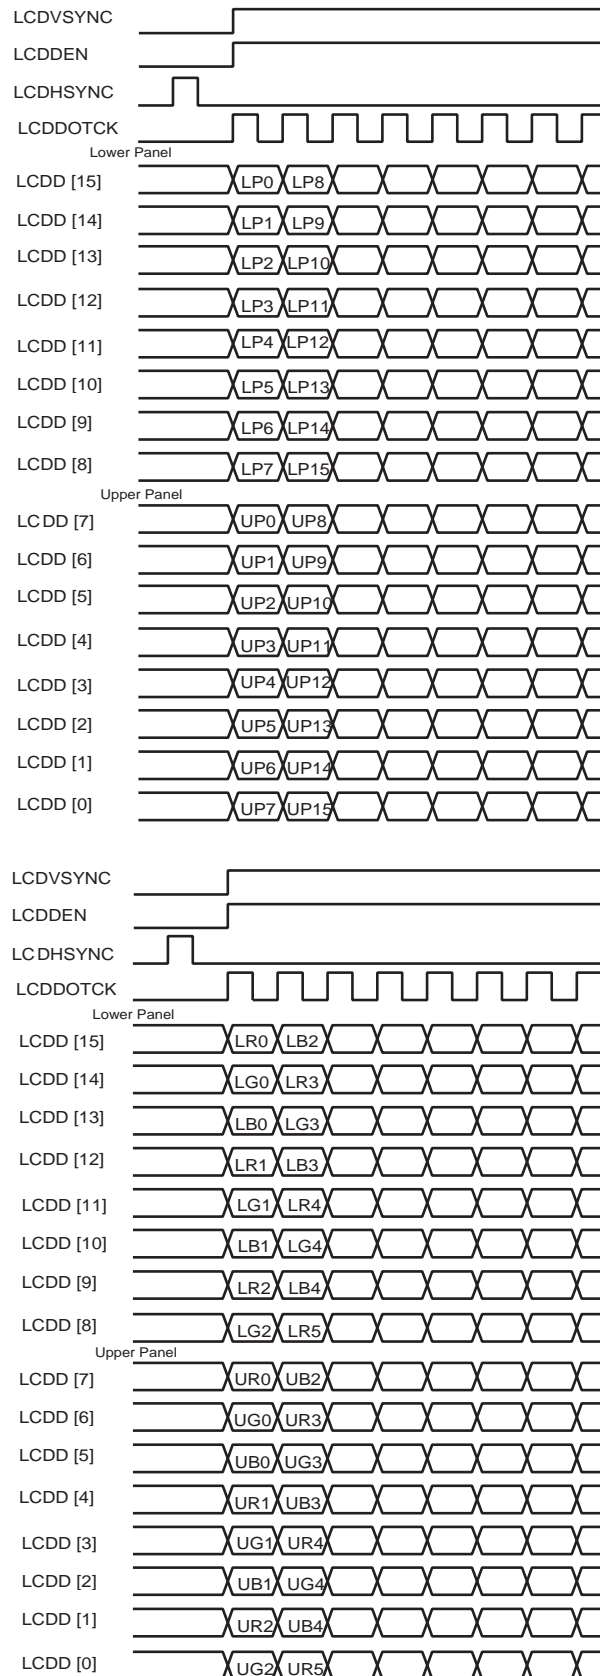 LCDVSYNC
LCDDEN
LCDHSYNC
LCDDOTCK
Lower Panel
LCDD [15] LP0 LP8
LCDD [14] LP1 LP9
LCDD [13] LP2 LP10
LCDD [12] LP3 LP11
LCDD [11] LP4 LP12
LCDD [10] LP5 LP13
LCDD [9] LP6 LP14
LCDD [8] LP7 LP15
Upper Panel
LCDD [7] UP0 UP8
LCDD [6] UP1 UP9
LCDD [5] UP2 UP10
LCDD [4] UP3 UP11
LCDD [3] UP4 UP12
LCDD [2] UP5 UP13
LCDD [1] UP6 UP14
LCDD [0] UP7 UP15
LCDVSYNC
LCDDEN
LCDHSYNC
LCDDOTCK
Lower Panel
LCDD [15] LR0 LB2
LCDD [14] LG0 LR3
LCDD [13] LB0 LG3
LCDD [12] LR1 LB3
LCDD [11] LG1 LR4
LCDD [10] LB1 LG4
LCDD [9] LR2 LB4
LCDD [8] LG2 LR5
Upper Panel
LCDD [7] UR0 UB2
LCDD [6] UG0 UR3
LCDD [5] UB0 UG3
LCDD [4] UR1 UB3
LCDD [3] UG1 UR4
LCDD [2] UB1 UG4
LCDD [1] UR2 UB4
LCDD [0] UG2 UR5